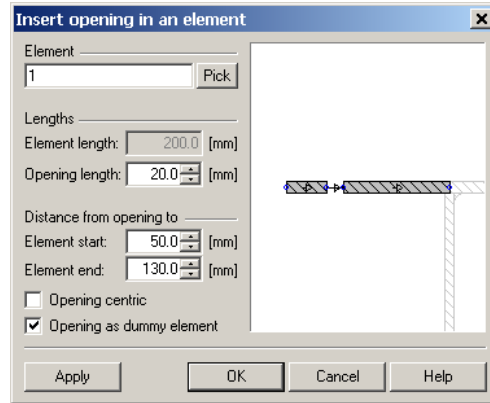 Insert opening in an element
Element
1
Pick
Lengths
Element length: 200.0 [mm]
Opening length: 20.0 [mm]
Distance from opening to
Element start: 50.0 [mm]
Element end: 130.0 [mm]
Opening centric
Opening as dummy element
Apply
OK
Cancel
Help